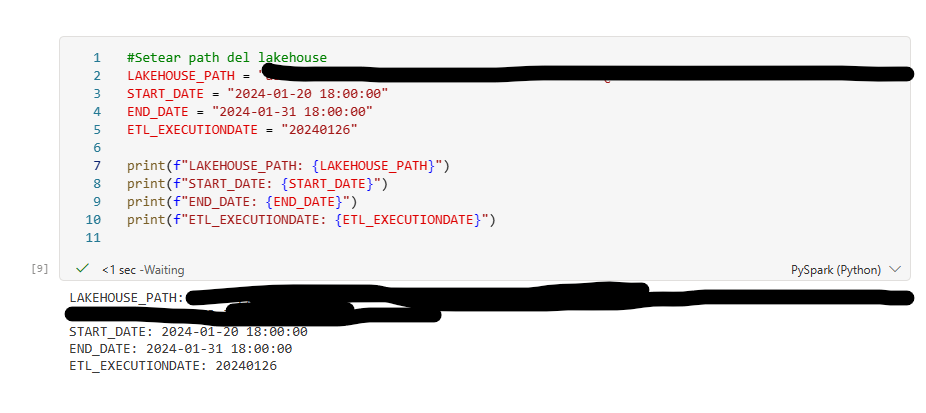 1 #Setear path del lakehouse
2 LAKEHOUSE_PATH = "
3 START_DATE = "2024-01-20 18:00:00"
4 END_DATE = "2024-01-31 18:00:00"
5 ETL_EXECUTIONDATE = "20240126"
6
7 print(f"LAKEHOUSE_PATH: {LAKEHOUSE_PATH}")
8 print(f"START_DATE: {START_DATE}")
9 print(f"END_DATE: {END_DATE}")
10 print(f"ETL_EXECUTIONDATE: {ETL_EXECUTIONDATE}")
11
[9] <1 sec -Waiting PySpark (Python)
LAKEHOUSE_PATH:
START_DATE: 2024-01-20 18:00:00
END_DATE: 2024-01-31 18:00:00
ETL_EXECUTIONDATE: 20240126